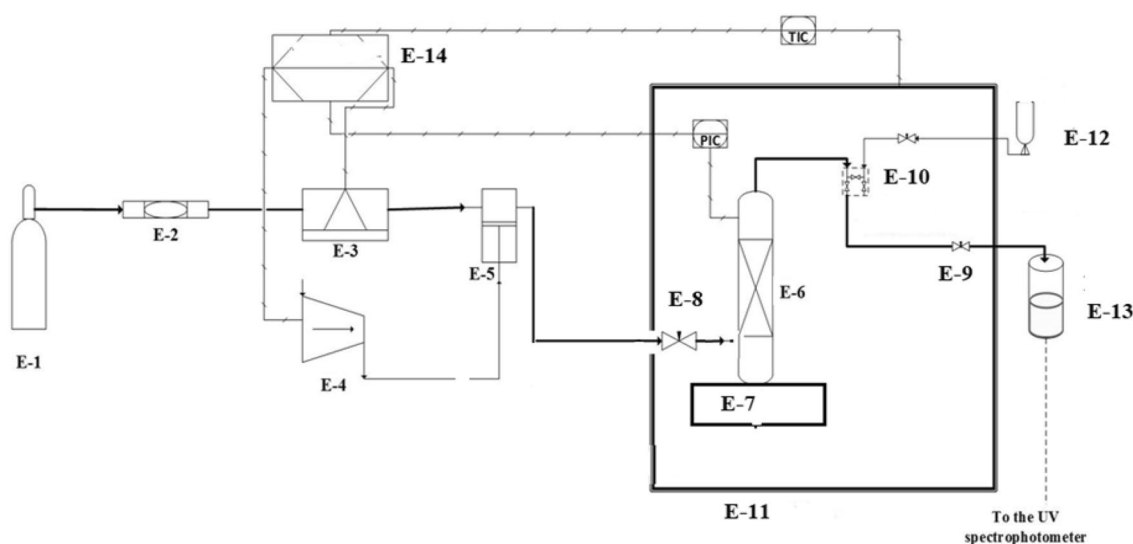 TIC
E-14
PIC
E-12
E-10
E-2
E-3
E-5
E-8
E-6
E-9
E-13
E-1
E-4
E-7
E-11
To the UV
spectrophotometer